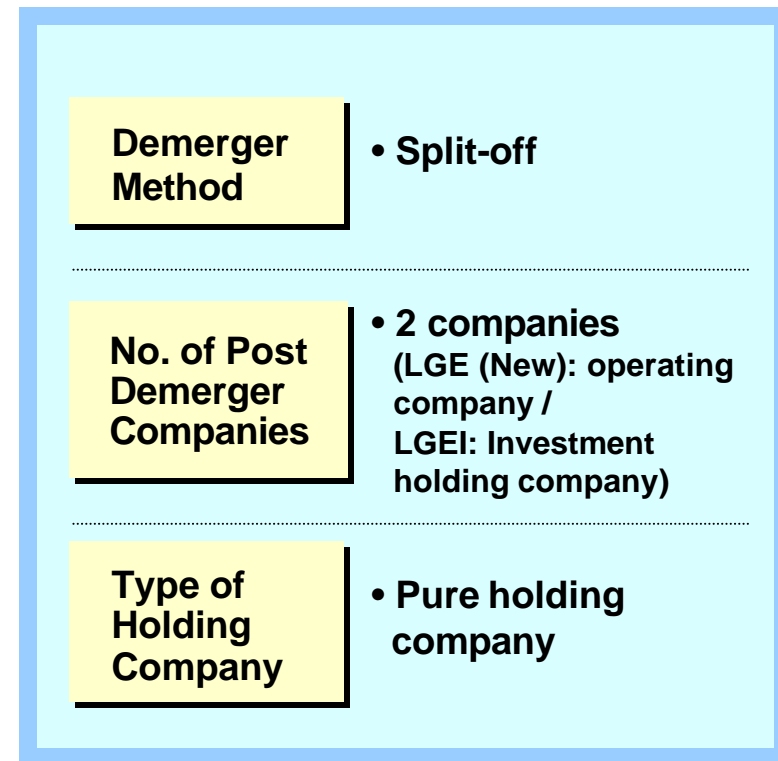 Demerger
Method
• Split-off
No. of Post
Demerger
Companies
• 2 companies
(LGE (New): operating
company /
LGEI: Investment
holding company)
Type of
Holding
Company
• Pure holding
company